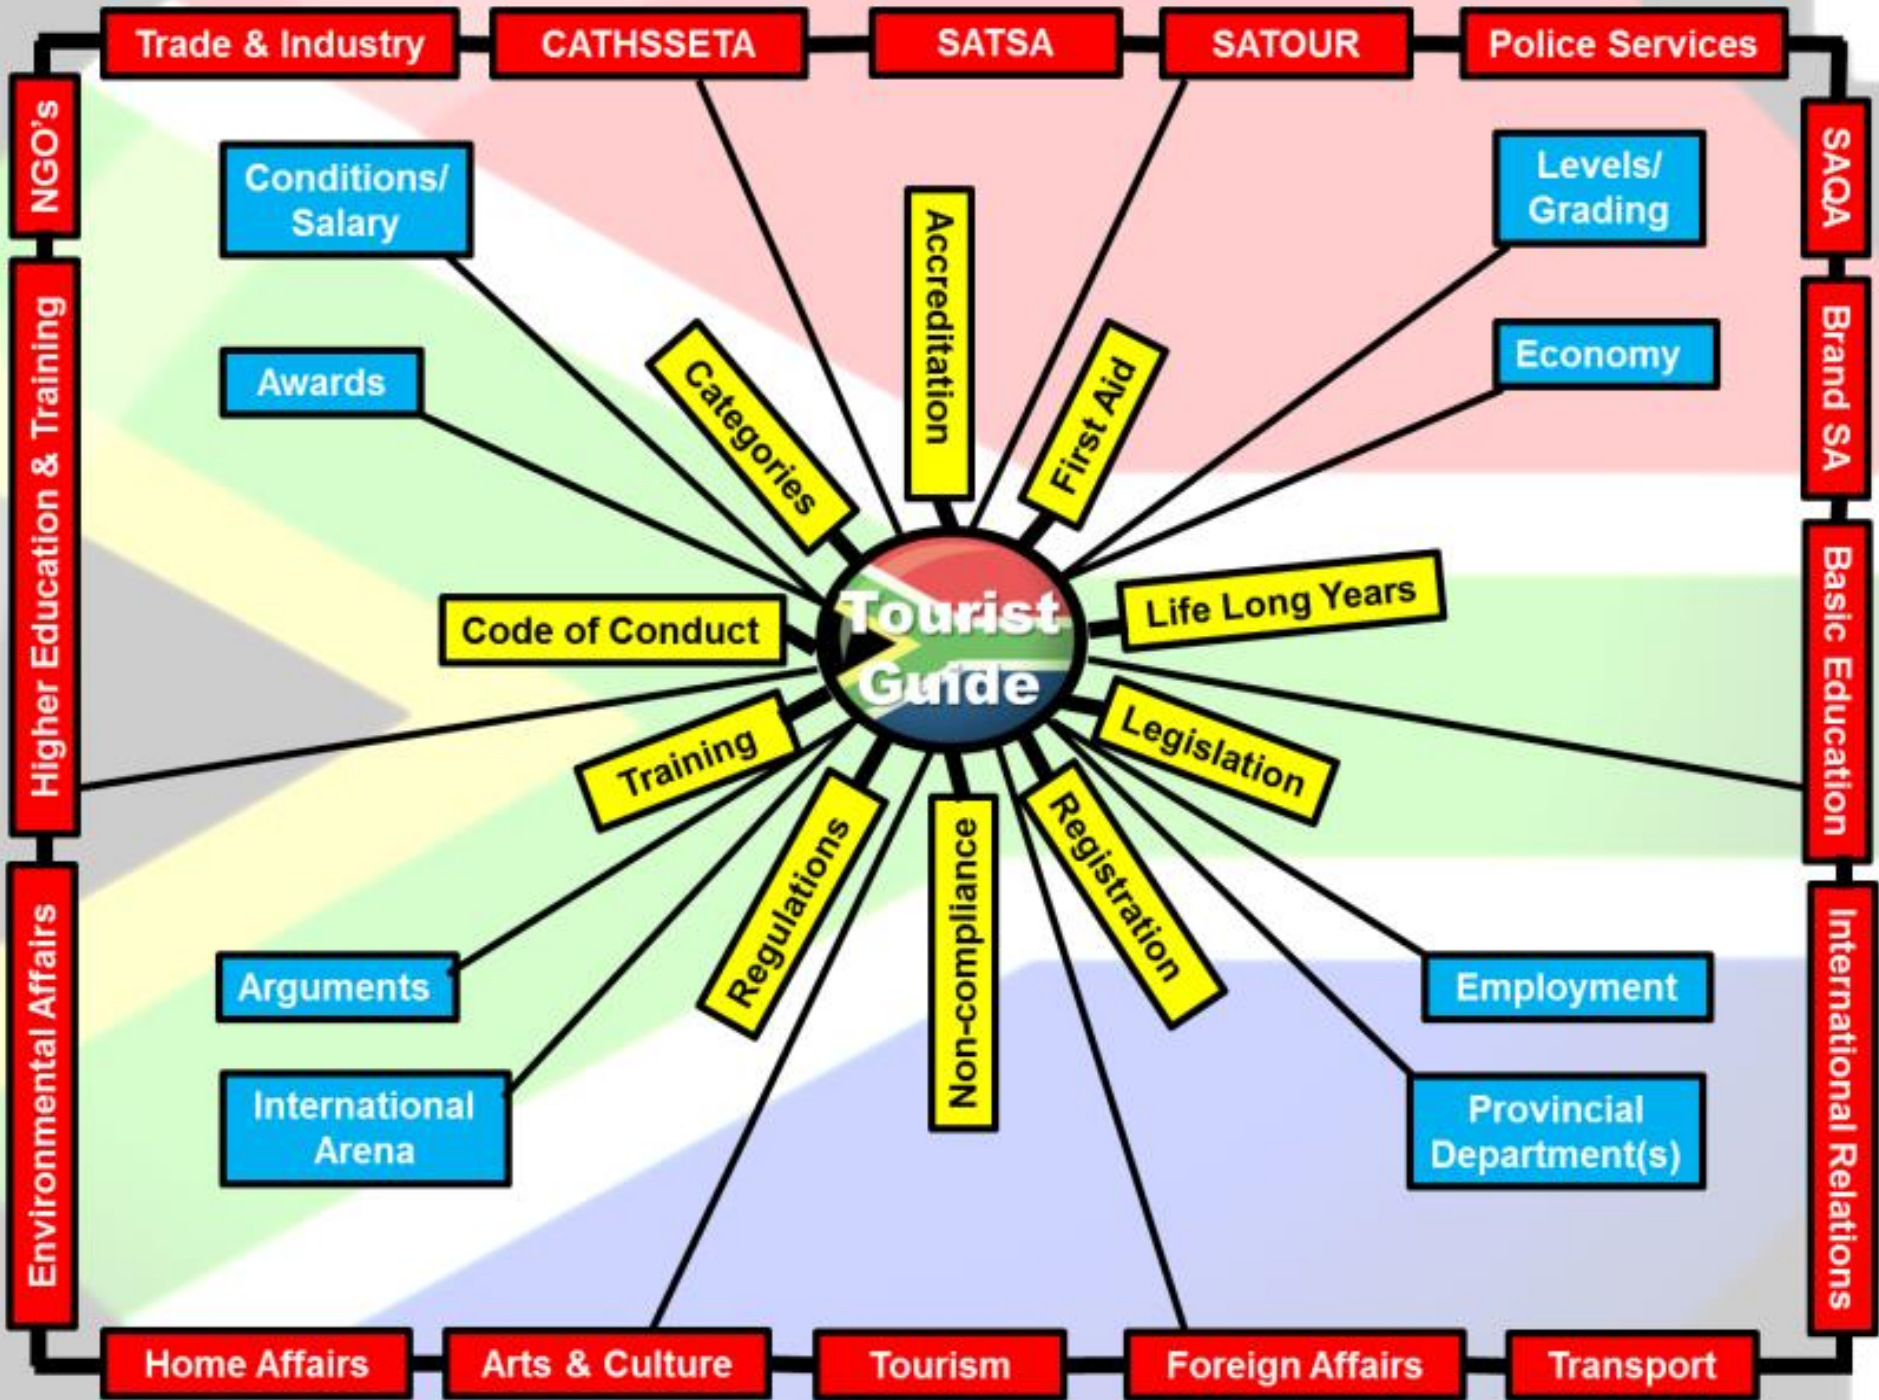 Trade & Industry
CATHSSETA
SATSA
SATOUR
Police Services
NGO's
Higher Education & Training
Environmental Affairs
SAQA
Brand SA
Basic Education
International Relations
Conditions/
Salary
Awards
Levels/
Grading
Economy
Categories
Accreditation
First Aid
Code of Conduct
Tourist
Guide
Life Long Years
Training
Legislation
Regulations
Non-compliance
Registration
Arguments
International
Arena
Employment
Provincial
Department(s)
Home Affairs
Arts & Culture
Tourism
Foreign Affairs
Transport